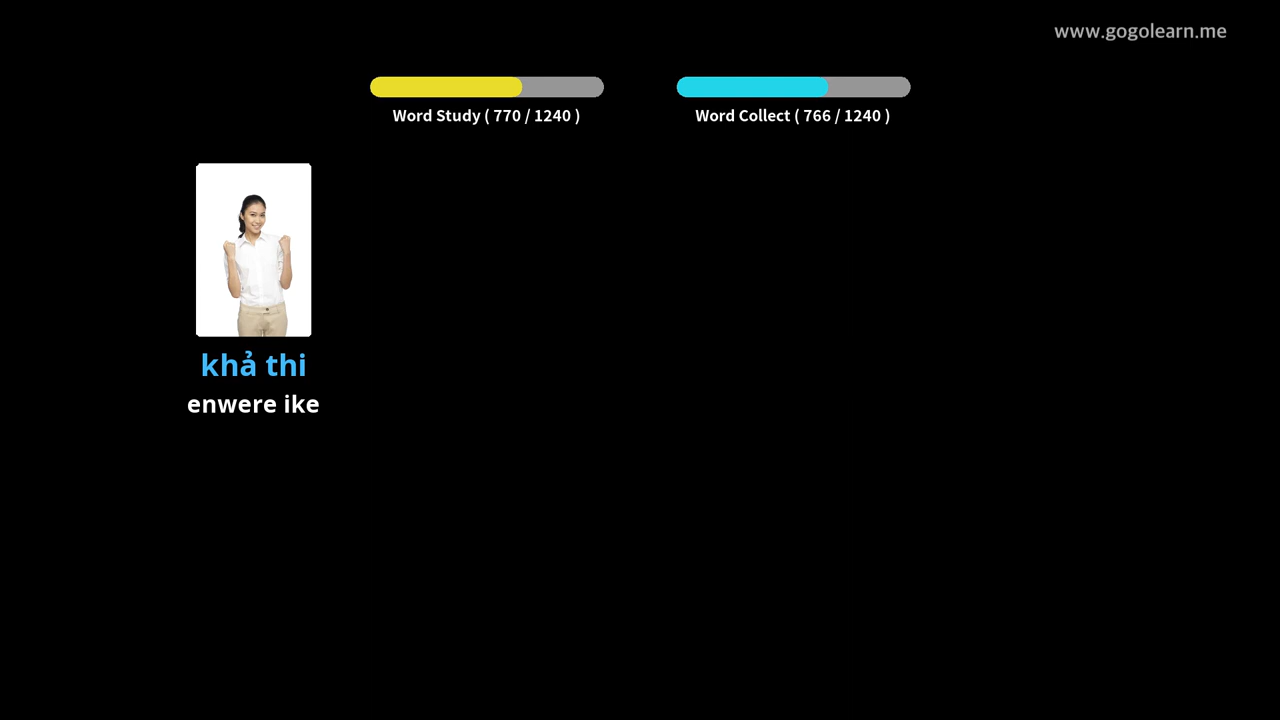 www.gogolearn.me
Word Study ( 770 / 1240 )
Word Collect ( 766 / 1240 )
khả thi
enwere ike